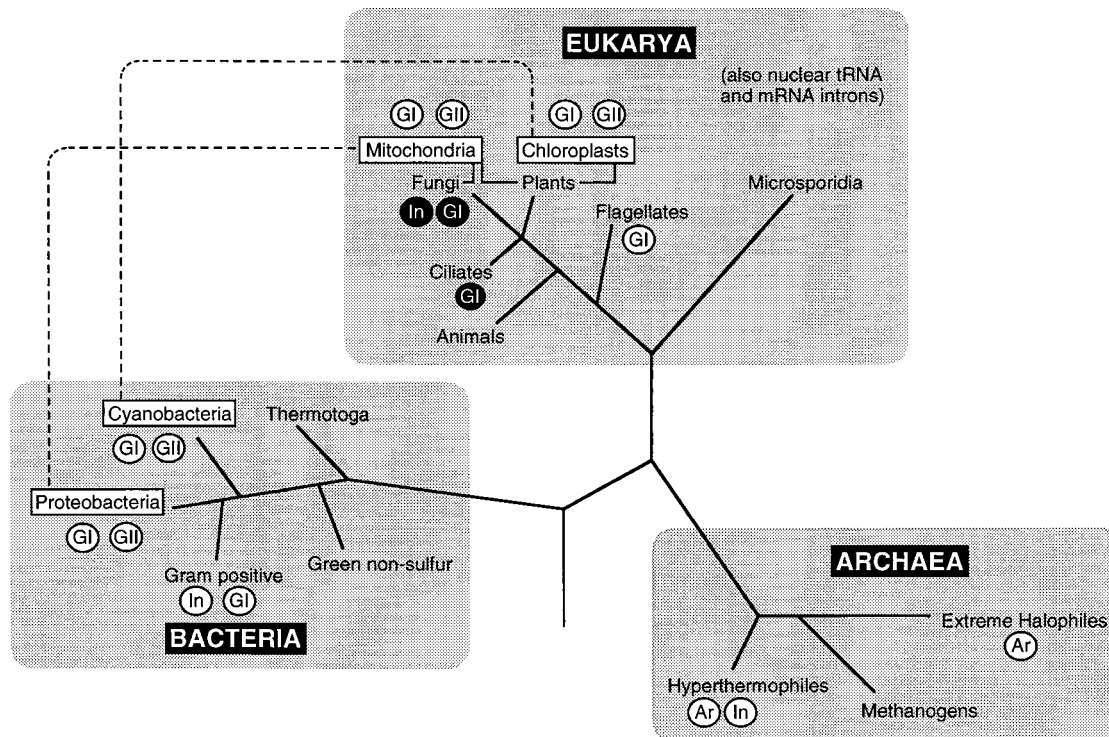 EUKARYA
(also nuclear tRNA
and mRNA introns)
GI GII GI GII
Mitochondria Chloroplasts
Fungi Plants Microsporidia
In GI
Flagellates
GI
Ciliates
GI
Animals
Cyanobacteria Thermotoga
GI GII
Proteobacteria
GI GII
Green non-sulfur
Gram positive
In GI
BACTERIA
ARCHAEA
Extreme Halophiles
Ar
Hyperthermophiles
Ar In
Methanogens